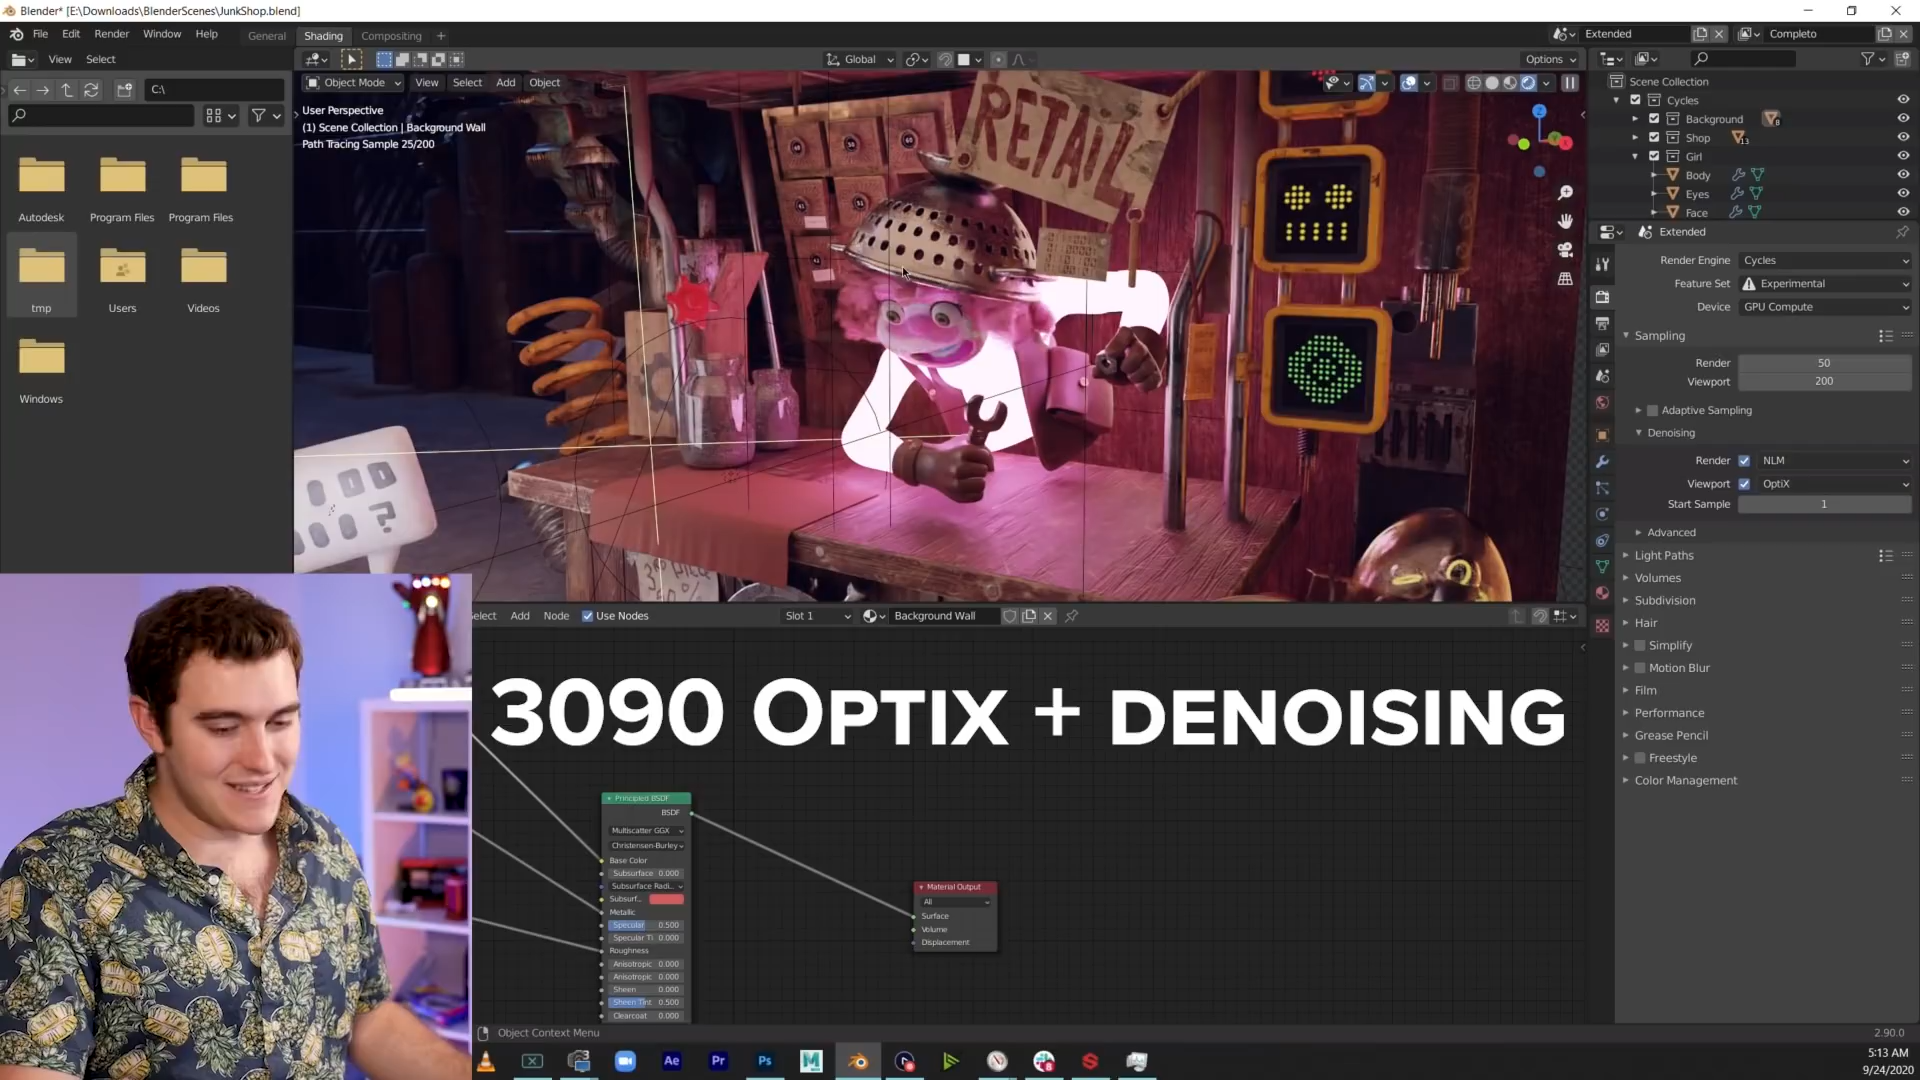 Blender* [E:\Downloads\BlenderScenes\JunkShop.blend]
File Edit Render Window Help General Shading Compositing +
Extended
Completo
View Select
Global
Options
C:\
Object Mode View Select Add Object
User Perspective
(1) Scene Collection | Background Wall
Path Tracing Sample 25/200
RETAIL
Autodesk
Program Files
Program Files
tmp
Users
Videos
Windows
?
Scene Collection
Cycles
Background
8
Shop
13
Girl
Body
Eyes
Face
Extended
Render Engine Cycles
Feature Set Experimental
Device GPU Compute
Sampling
Render 50
Viewport 200
Adaptive Sampling
Denoising
Render NLM
Viewport OptiX
Start Sample 1
Advanced
Light Paths
Volumes
Subdivision
Hair
Simplify
Motion Blur
Film
Performance
Grease Pencil
Freestyle
Color Management
elect Add Node Use Nodes
Slot 1
Background Wall
3090 OPTIX + DENOISING
Principled BSDF
BSDF
Multiscatter GGX
Christensen-Burley
Base Color
Subsurface 0.000
Subsurface Radi...
Subsurf...
Metallic
Specular 0.500
Specular Ti 0.000
Roughness
Anisotropic 0.000
Anisotropic 0.000
Sheen 0.000
Sheen Tint 0.500
Clearcoat 0.000
Material Output
All
Surface
Volume
Displacement
Object Context Menu
2.90.0
Ae
Pr
Ps
M
S
5:13 AM
9/24/2020